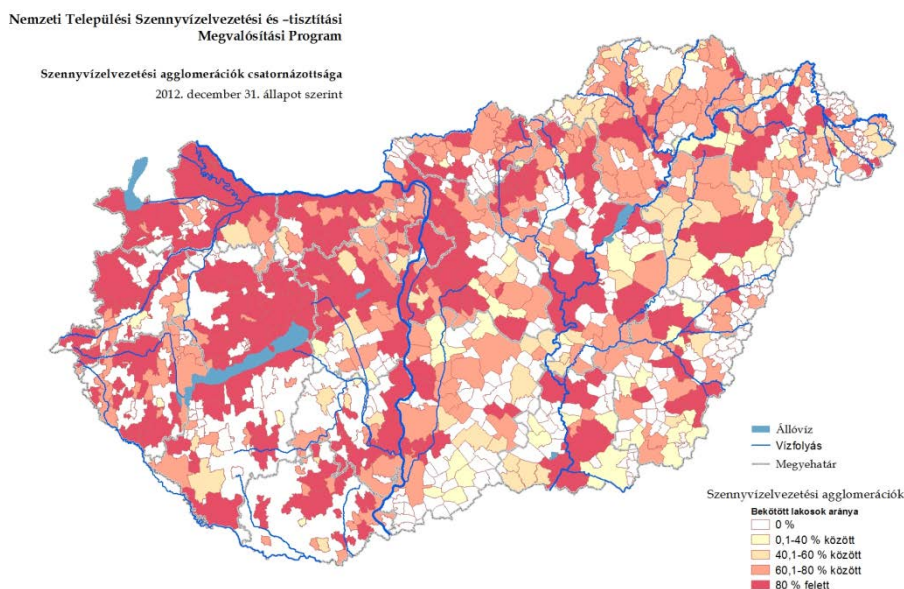 Nemzeti Települési Szennyvízelvezetési és –tisztítási
Megvalósítási Program
Szennyvízelvezetési agglomerációk csatornázottsága
2012. december 31. állapot szerint
Állóvíz
Vízfolyás
Megyehatár
Szennyvízelvezetési agglomerációk
Bekötött lakosok aránya
0 %
0,1-40 % között
40,1-60 % között
60,1-80 % között
80 % felett